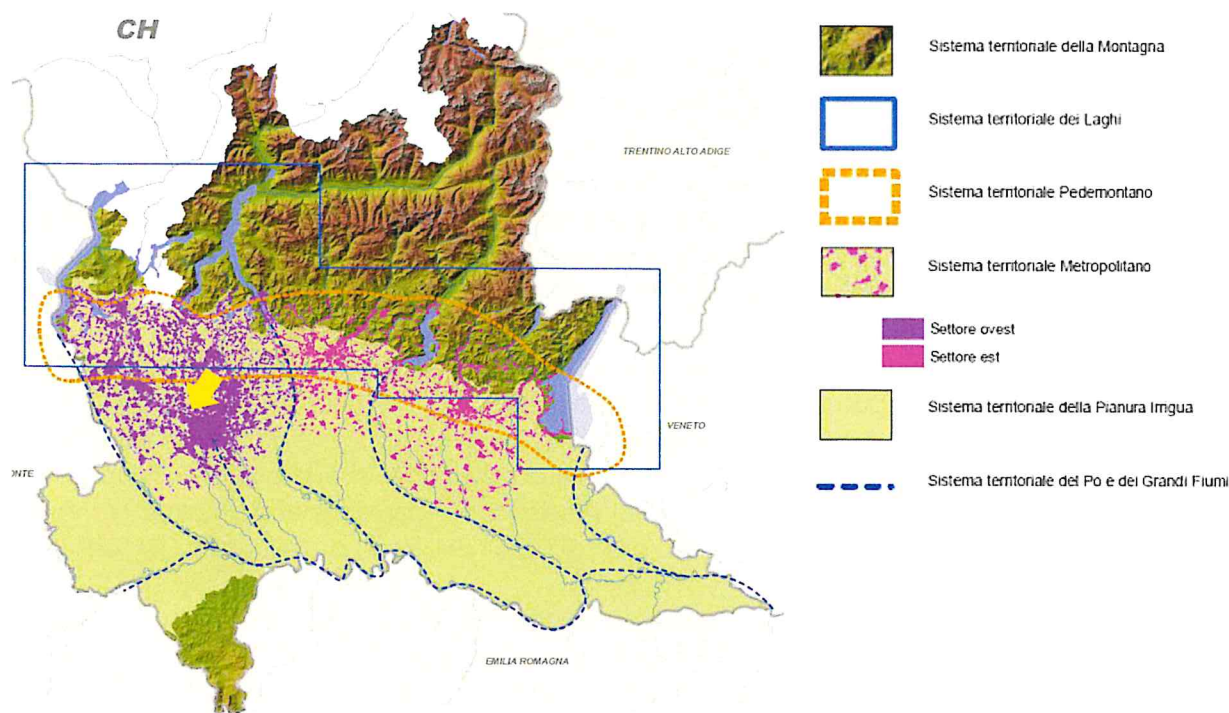 CH
TRENTINO ALTO ADIGE
VENETO
ONTE
EMILIA ROMAGNA
Sistema territoriale della Montagna
Sistema territoriale dei Laghi
Sistema territoriale Pedemontano
Sistema territoriale Metropolitano
Settore ovest
Settore est
Sistema territoriale della Pianura Irrigua
Sistema territoriale del Po e dei Grandi Fiumi